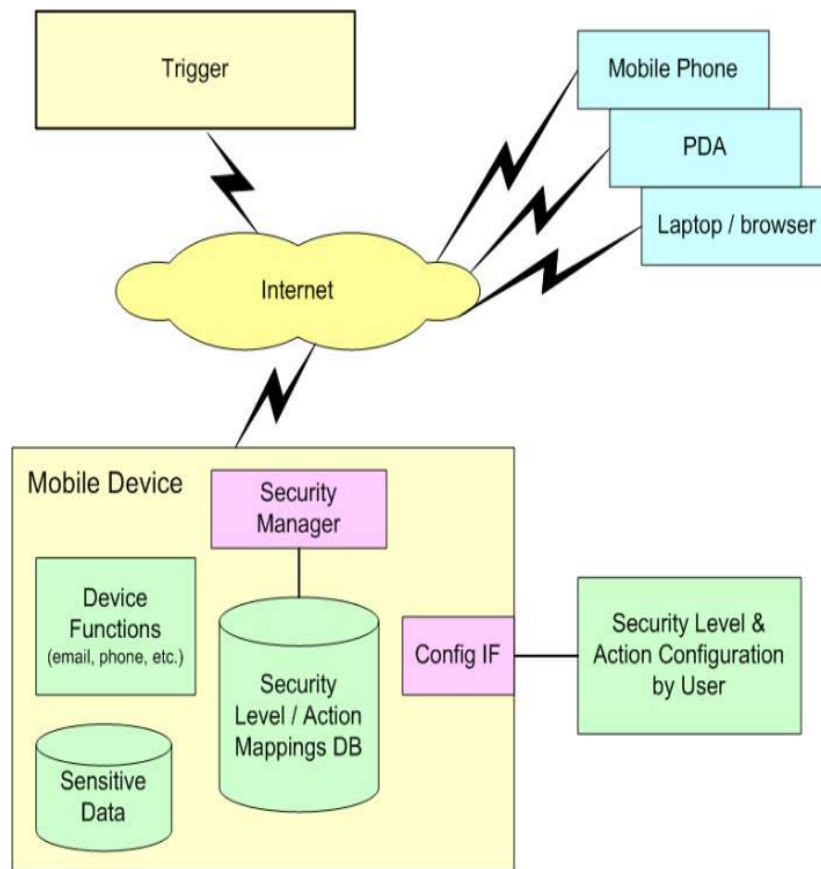 Trigger
Mobile Phone
PDA
Laptop / browser
Internet
Mobile Device
Security
Manager
Device
Functions
(email, phone, etc.)
Security
Level / Action
Mappings DB
Config IF
Security Level &
Action Configuration
by User
Sensitive
Data